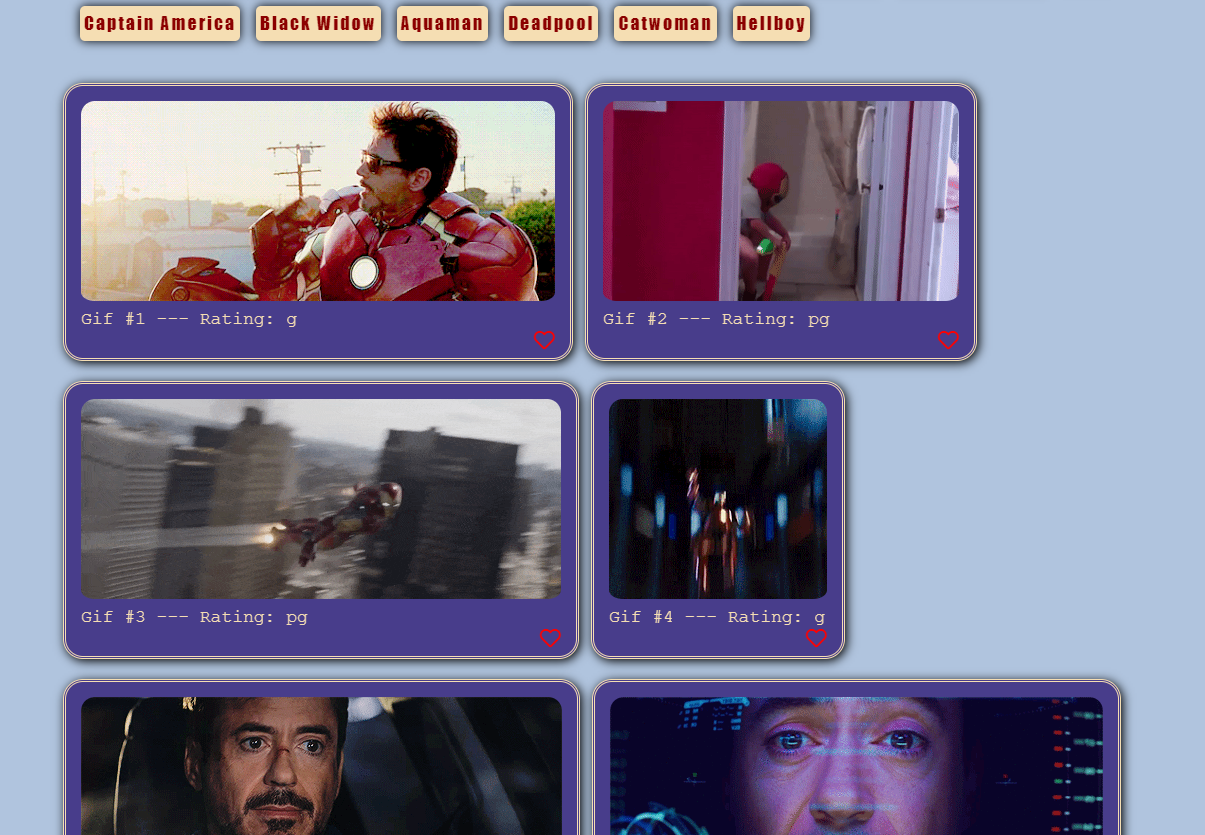 Captain America Black Widow Aquaman Deadpool Catwoman Hellboy
Gif #1 --- Rating: g
Gif #2 --- Rating: pg
Gif #3 --- Rating: pg
Gif #4 --- Rating: g